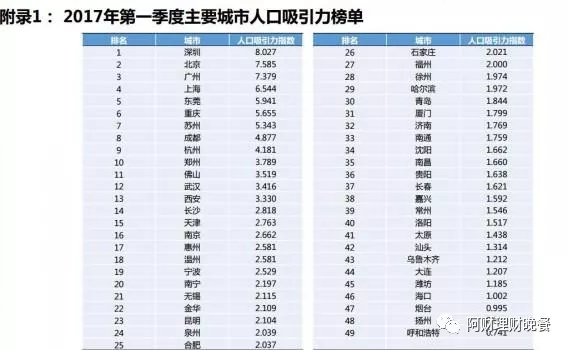 附录1： 2017年第一季度主要城市人口吸引力榜单
排名 城市 人口吸引力指数
1 深圳 8.027
2 北京 7.585
3 广州 7.379
4 上海 6.544
5 东莞 5.941
6 重庆 5.655
7 苏州 5.343
8 成都 4.877
9 杭州 4.181
10 郑州 3.789
11 佛山 3.519
12 武汉 3.416
13 西安 3.330
14 长沙 2.818
15 天津 2.763
16 南京 2.662
17 惠州 2.581
18 温州 2.581
19 宁波 2.529
20 南宁 2.197
21 无锡 2.115
22 金华 2.109
23 昆明 2.104
24 泉州 2.039
25 合肥 2.037
排名 城市 人口吸引力指数
26 石家庄 2.021
27 福州 2.000
28 徐州 1.974
29 哈尔滨 1.972
30 青岛 1.844
31 厦门 1.799
32 济南 1.769
33 南通 1.759
34 沈阳 1.662
35 南昌 1.660
36 贵阳 1.638
37 长春 1.621
38 嘉兴 1.592
39 常州 1.546
40 洛阳 1.517
41 太原 1.438
42 汕头 1.314
43 乌鲁木齐 1.212
44 大连 1.207
45 潍坊 1.185
46 海口 1.002
47 烟台 0.995
48 扬州
49 呼和浩特 0.741
阿财理财晚餐